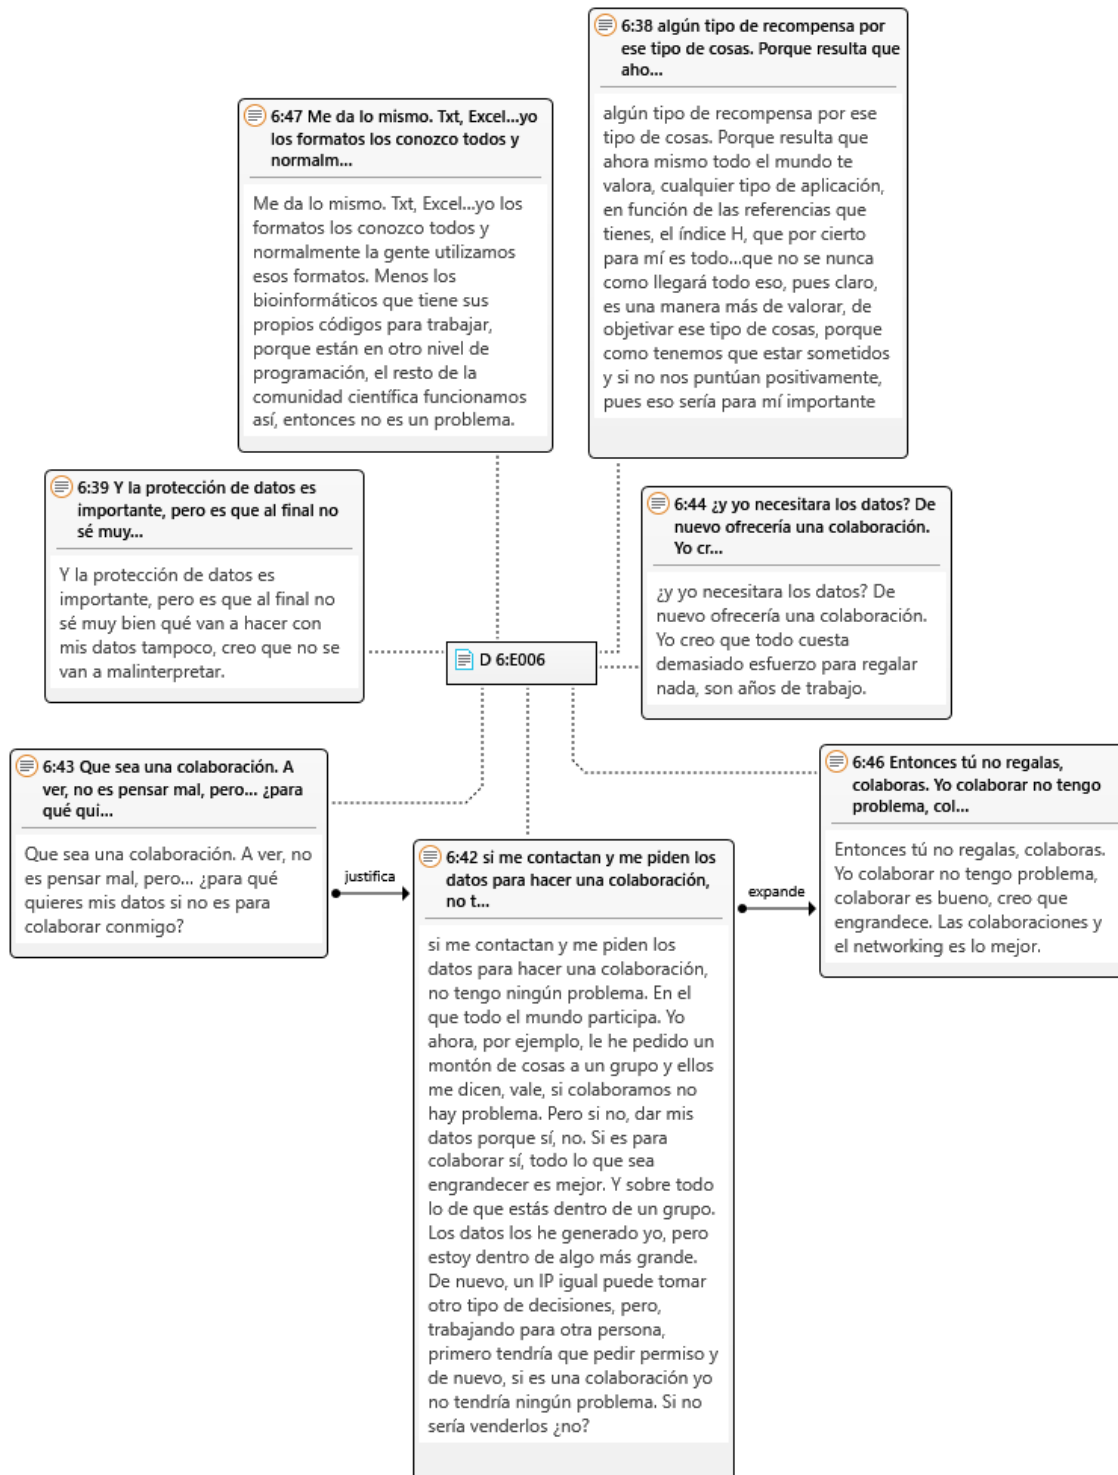 6:38 algún tipo de recompensa por
ese tipo de cosas. Porque resulta que
aho...
algún tipo de recompensa por ese
tipo de cosas. Porque resulta que
ahora mismo todo el mundo te
valora, cualquier tipo de aplicación,
en función de las referencias que
tienes, el índice H, que por cierto
para mí es todo...que no se nunca
como llegará todo eso, pues claro,
es una manera más de valorar, de
objetivar ese tipo de cosas, porque
como tenemos que estar sometidos
y si no nos puntúan positivamente,
pues eso sería para mí importante
6:47 Me da lo mismo. Txt, Excel...yo
los formatos los conozco todos y
normalm...
Me da lo mismo. Txt, Excel...yo los
formatos los conozco todos y
normalmente la gente utilizamos
esos formatos. Menos los
bioinformáticos que tiene sus
propios códigos para trabajar,
porque están en otro nivel de
programación, el resto de la
comunidad científica funcionamos
así, entonces no es un problema.
6:39 Y la protección de datos es
importante, pero es que al final no
sé muy...
Y la protección de datos es
importante, pero es que al final no
sé muy bien qué van a hacer con
mis datos tampoco, creo que no se
van a malinterpretar.
6:44 ¿y yo necesitara los datos? De
nuevo ofrecería una colaboración.
Yo cr...
¿y yo necesitara los datos? De
nuevo ofrecería una colaboración.
Yo creo que todo cuesta
demasiado esfuerzo para regalar
nada, son años de trabajo.
D 6:E006
6:43 Que sea una colaboración. A
ver, no es pensar mal, pero... ¿para
qué qui...
Que sea una colaboración. A ver, no
es pensar mal, pero... ¿para qué
quieres mis datos si no es para
colaborar conmigo?
justifica
6:42 si me contactan y me piden los
datos para hacer una colaboración,
no t...
si me contactan y me piden los
datos para hacer una colaboración,
no tengo ningún problema. En el
que todo el mundo participa. Yo
ahora, por ejemplo, le he pedido un
montón de cosas a un grupo y ellos
me dicen, vale, si colaboramos no
hay problema. Pero si no, dar mis
datos porque sí, no. Si es para
colaborar sí, todo lo que sea
engrandecer es mejor. Y sobre todo
lo de que estás dentro de un grupo.
Los datos los he generado yo, pero
estoy dentro de algo más grande.
De nuevo, un IP igual puede tomar
otro tipo de decisiones, pero,
trabajando para otra persona,
primero tendría que pedir permiso y
de nuevo, si es una colaboración yo
no tendría ningún problema. Si no
sería venderlos ¿no?
expande
6:46 Entonces tú no regalas,
colaboras. Yo colaborar no tengo
problema, col...
Entonces tú no regalas, colaboras.
Yo colaborar no tengo problema,
colaborar es bueno, creo que
engrandece. Las colaboraciones y
el networking es lo mejor.